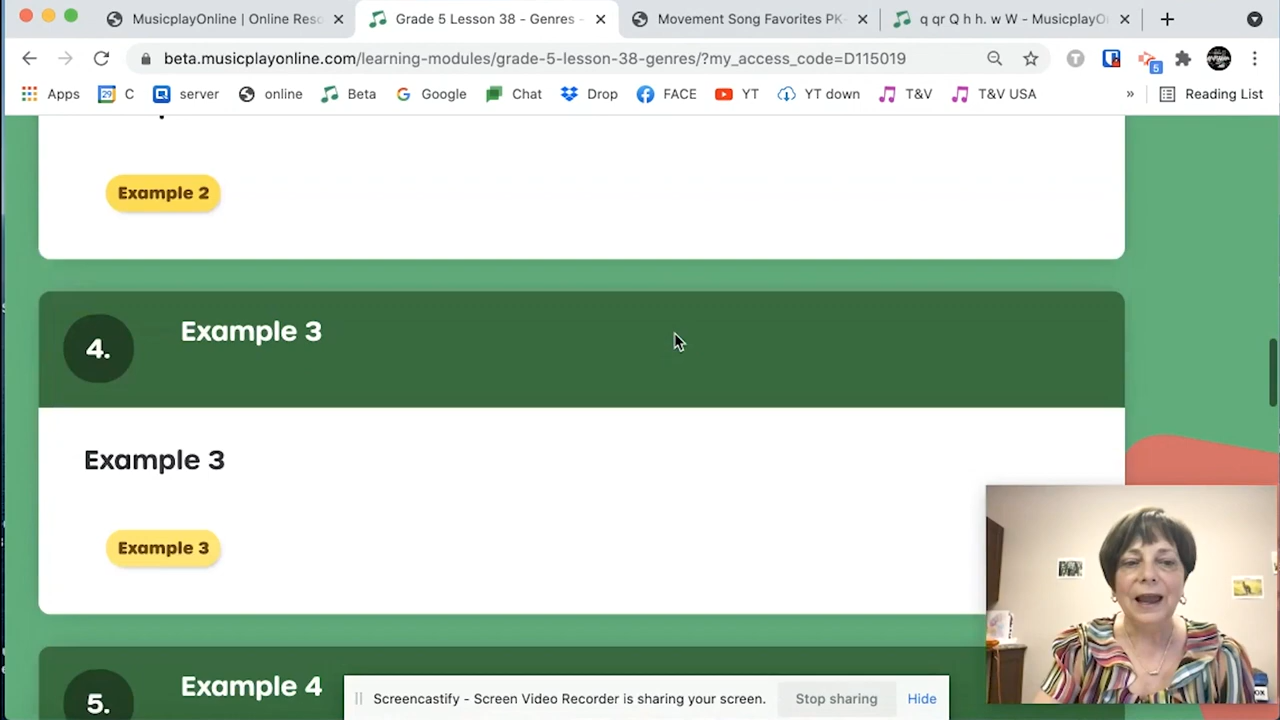 MusicplayOnline | Online Reso
Grade 5 Lesson 38 - Genres -
Movement Song Favorites PK-
q qr Q h h. w W - MusicplayO
beta.musicplayonline.com/learning-modules/grade-5-lesson-38-genres/?my_access_code=D115019
T
5
Apps
29
C
server
online
Beta
Google
Chat
Drop
FACE
YT
YT down
T&V
T&V USA
»
Reading List
Example 2
4.
Example 3
Example 3
Example 3
5.
Example 4
Screencastify - Screen Video Recorder is sharing your screen.
Stop sharing
Hide